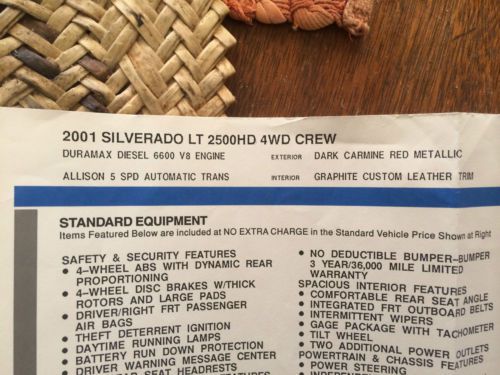 2001 SILVERADO LT 2500HD 4WD CREW
DURAMAX DIESEL 6600 V8 ENGINE EXTERIOR DARK CARMINE RED METALLIC
ALLISON 5 SPD AUTOMATIC TRANS INTERIOR GRAPHITE CUSTOM LEATHER TRIM
STANDARD EQUIPMENT
Items Featured Below are included at NO EXTRA CHARGE in the Standard Vehicle Price Shown at Right
SAFETY & SECURITY FEATURES
• 4-WHEEL ABS WITH DYNAMIC REAR
PROPORTIONING
• 4-WHEEL DISC BRAKES W/THICK
ROTORS AND LARGE PADS
• DRIVER/RIGHT FRT PASSENGER
AIR BAGS
• THEFT DETERRENT IGNITION
• DAYTIME RUNNING LAMPS
• BATTERY RUN DOWN PROTECTION
• DRIVER WARNING MESSAGE CENTER
SEAT HEADRESTS
FEATURES
• NO DEDUCTIBLE BUMPER-BUMPER
3 YEAR/36,000 MILE LIMITED
WARRANTY
SPACIOUS INTERIOR FEATURES
• COMFORTABLE REAR SEAT ANGLE
• INTEGRATED FRT OUTBOARD BELTS
• INTERMITTENT WIPERS
• GAGE PACKAGE WITH TACHOMETER
• TILT WHEEL
• TWO ADDITIONAL POWER OUTLETS
POWERTRAIN & CHASSIS FEATURES
• POWER STEERING